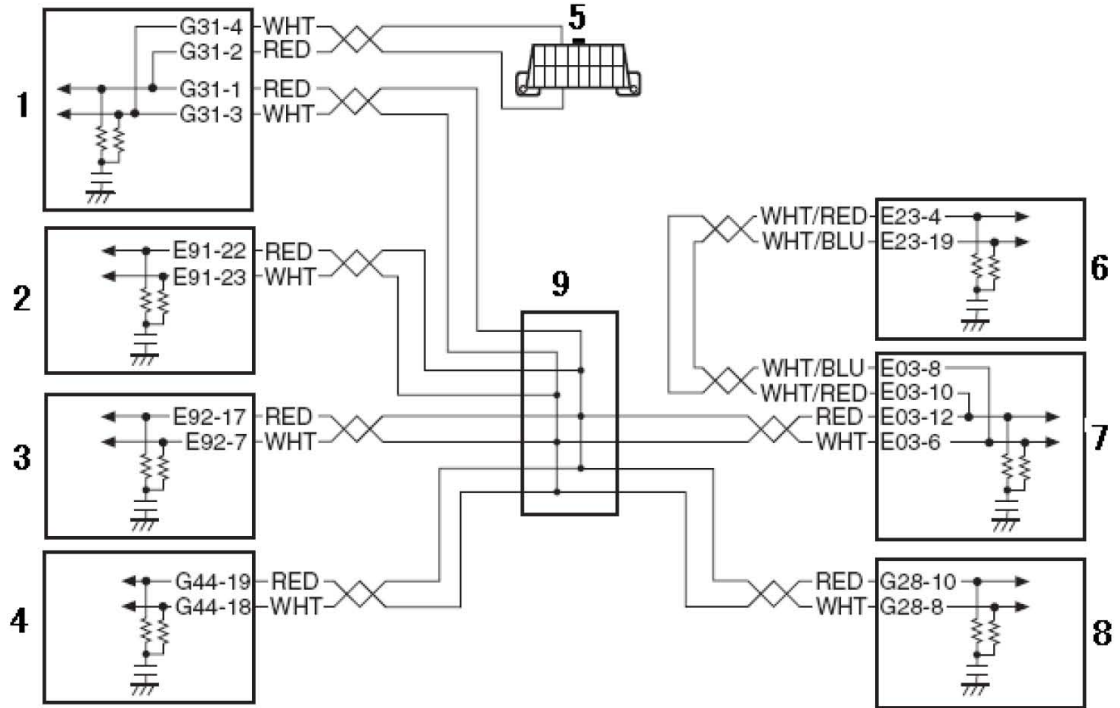 1
G31-4 WHT
G31-2 RED
G31-1 RED
G31-3 WHT
5
2
E91-22 RED
E91-23 WHT
3
E92-17 RED
E92-7 WHT
4
G44-19 RED
G44-18 WHT
9
WHT/RED E23-4
WHT/BLU E23-19
6
WHT/BLU E03-8
WHT/RED E03-10
RED E03-12
WHT E03-6
7
RED G28-10
WHT G28-8
8